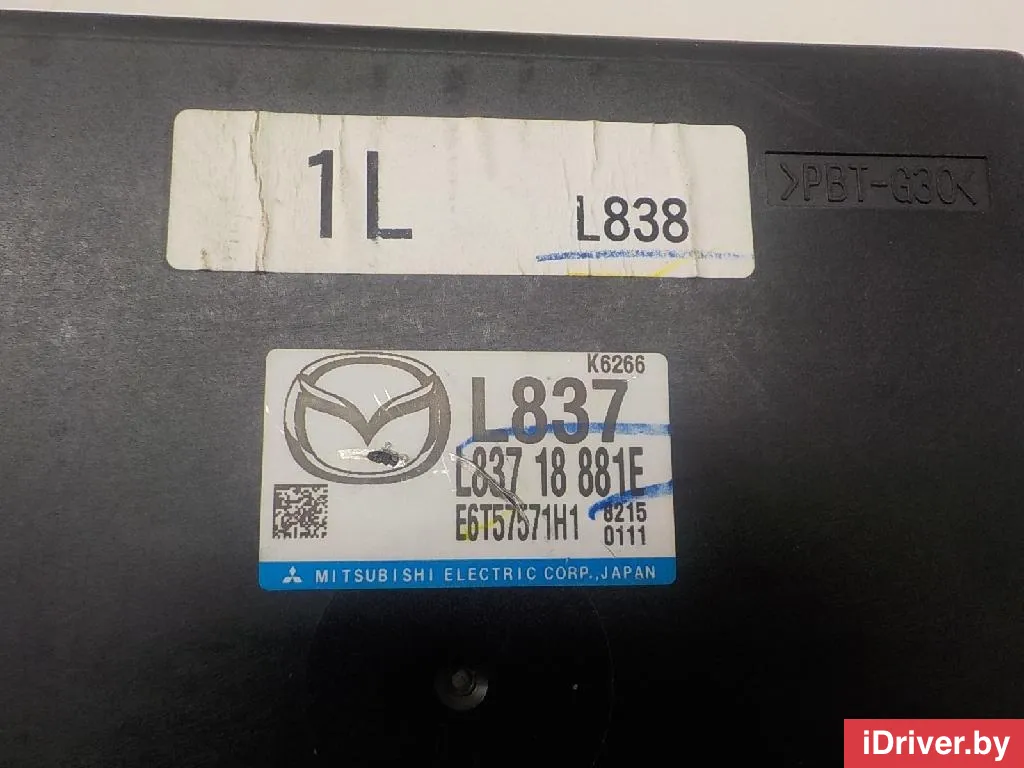 1L L838
>PBT-G30<
K6266
L837
L837 18 881E
E6T57571H1 8215
0111
MITSUBISHI ELECTRIC CORP., JAPAN
iDriver.by